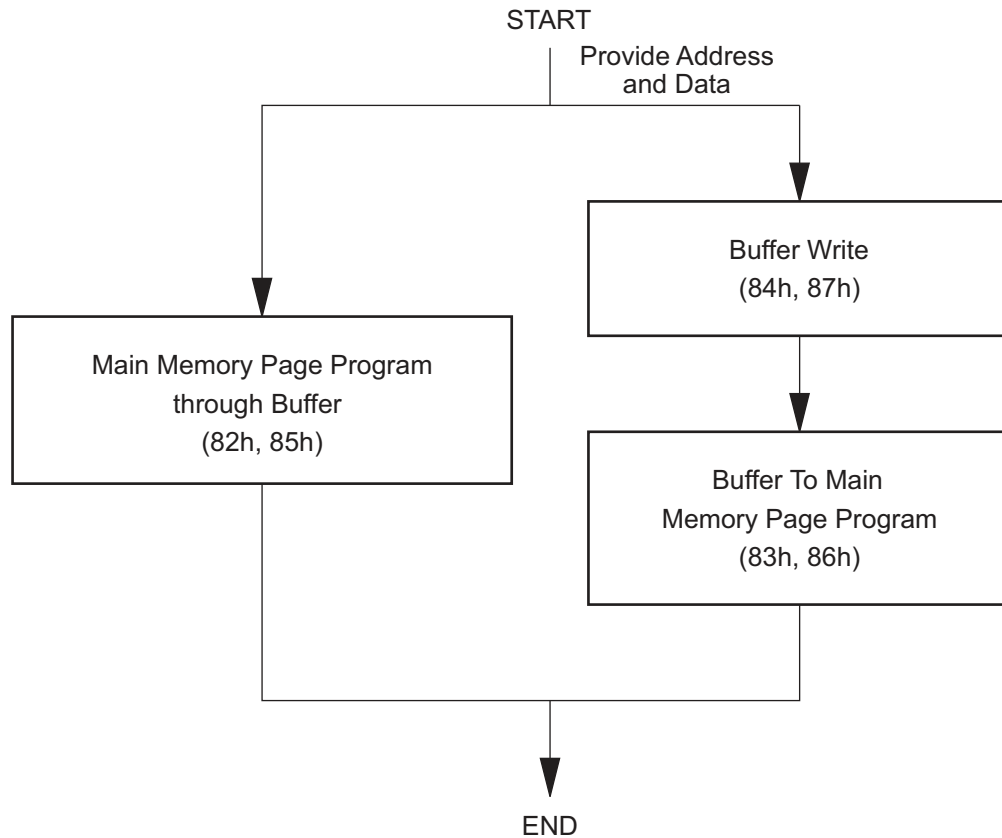 START
Provide Address
and Data
Buffer Write
(84h, 87h)
Main Memory Page Program
through Buffer
(82h, 85h)
Buffer To Main
Memory Page Program
(83h, 86h)
END